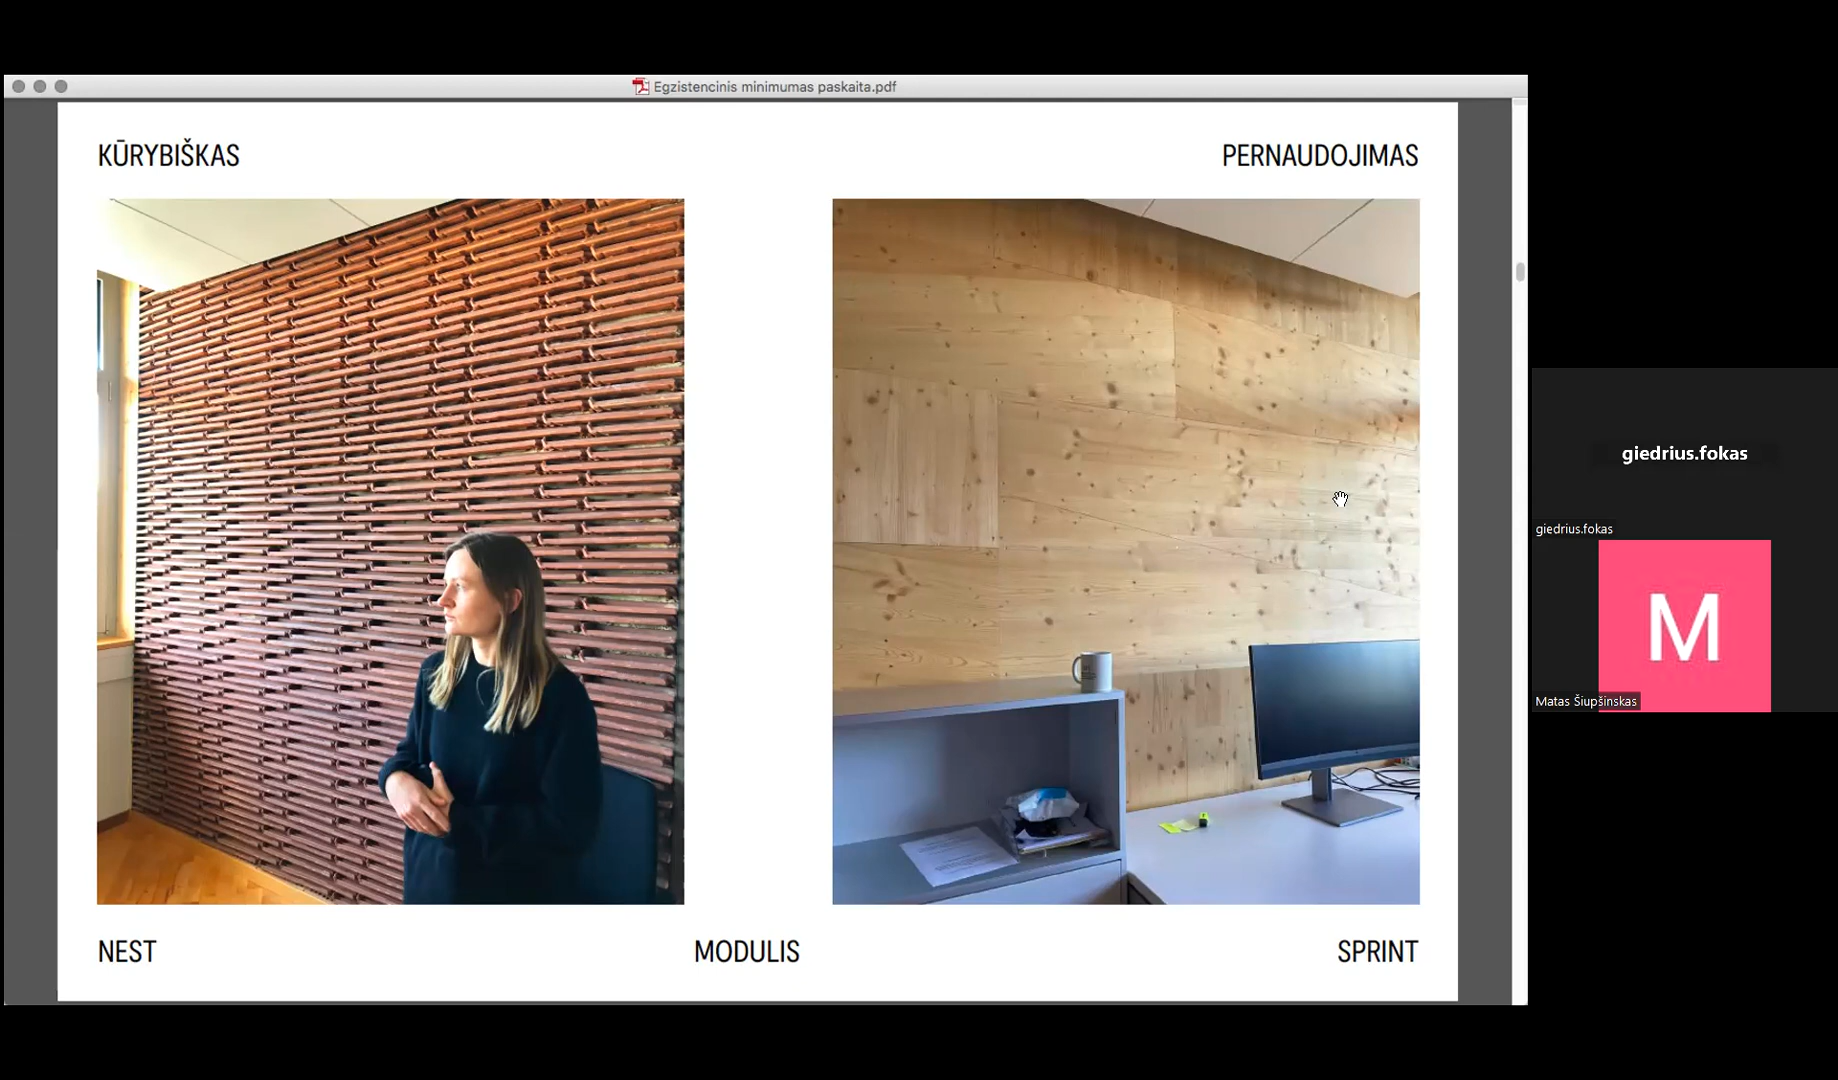 Egzistencinis minimumas paskaita.pdf
KŪRYBIŠKAS
PERNAUDOJIMAS
NEST
MODULIS
SPRINT
giedrius.fokas
giedrius.fokas
M
Matas Šiupšinskas